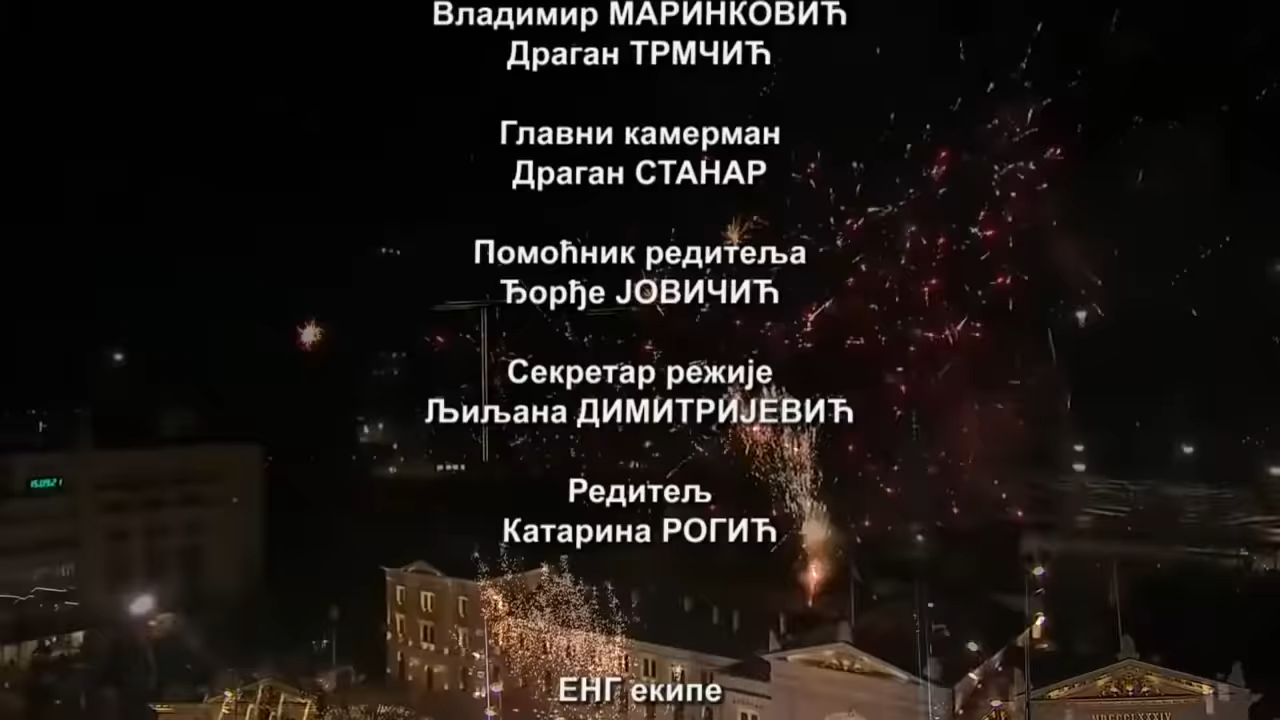 Владимир МАРИНКОВИЋ
Драган ТРМЧИЋ
Главни камерман
Драган СТАНАР
Помоћник редитеља
Ђорђе ЈОВИЧИЋ
Секретар режије
Љиљана ДИМИТРИЈЕВИЋ
Редитељ
Катарина РОГИЋ
ЕНГ екипе